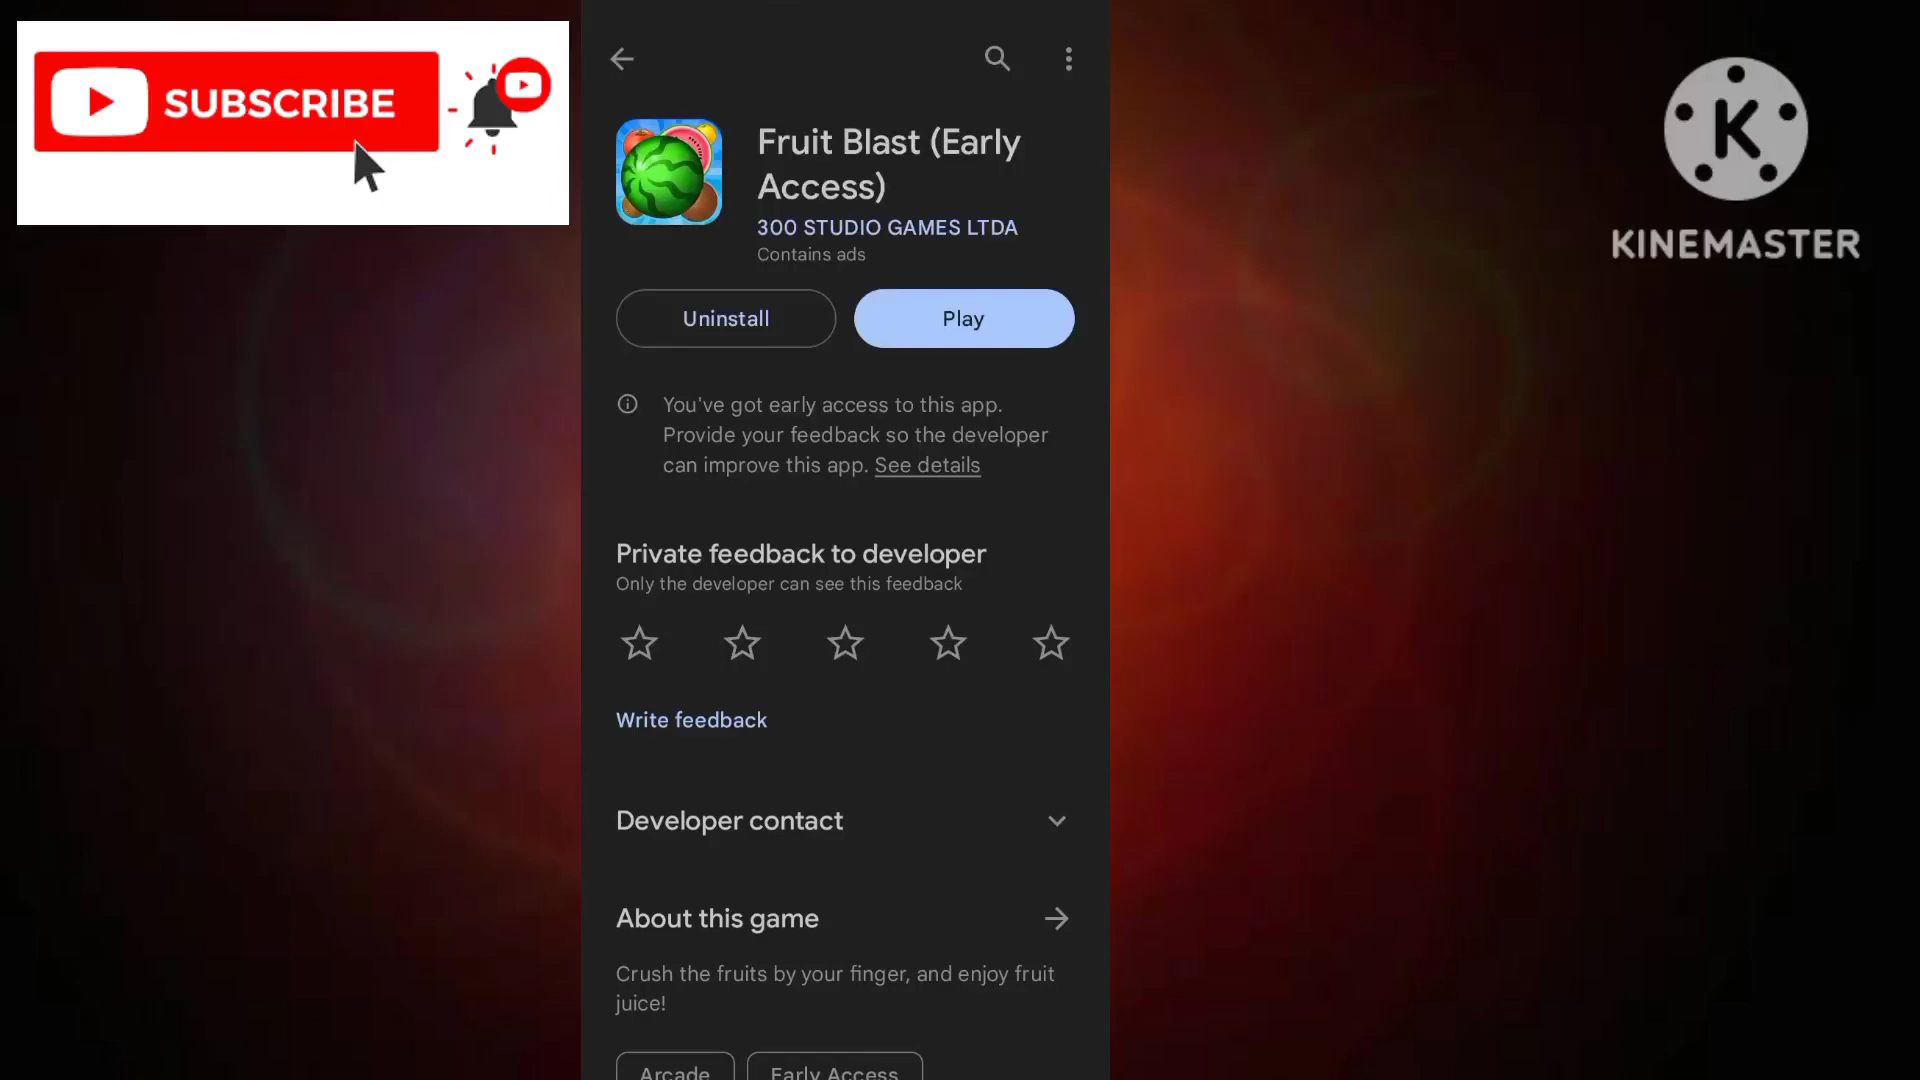 SUBSCRIBE
K
KINEMASTER
Fruit Blast (Early
Access)
300 STUDIO GAMES LTDA
Contains ads
Uninstall
Play
You've got early access to this app.
Provide your feedback so the developer
can improve this app. See details
Private feedback to developer
Only the developer can see this feedback
Write feedback
Developer contact
About this game
Crush the fruits by your finger, and enjoy fruit
juice!
Arcade
Early Access